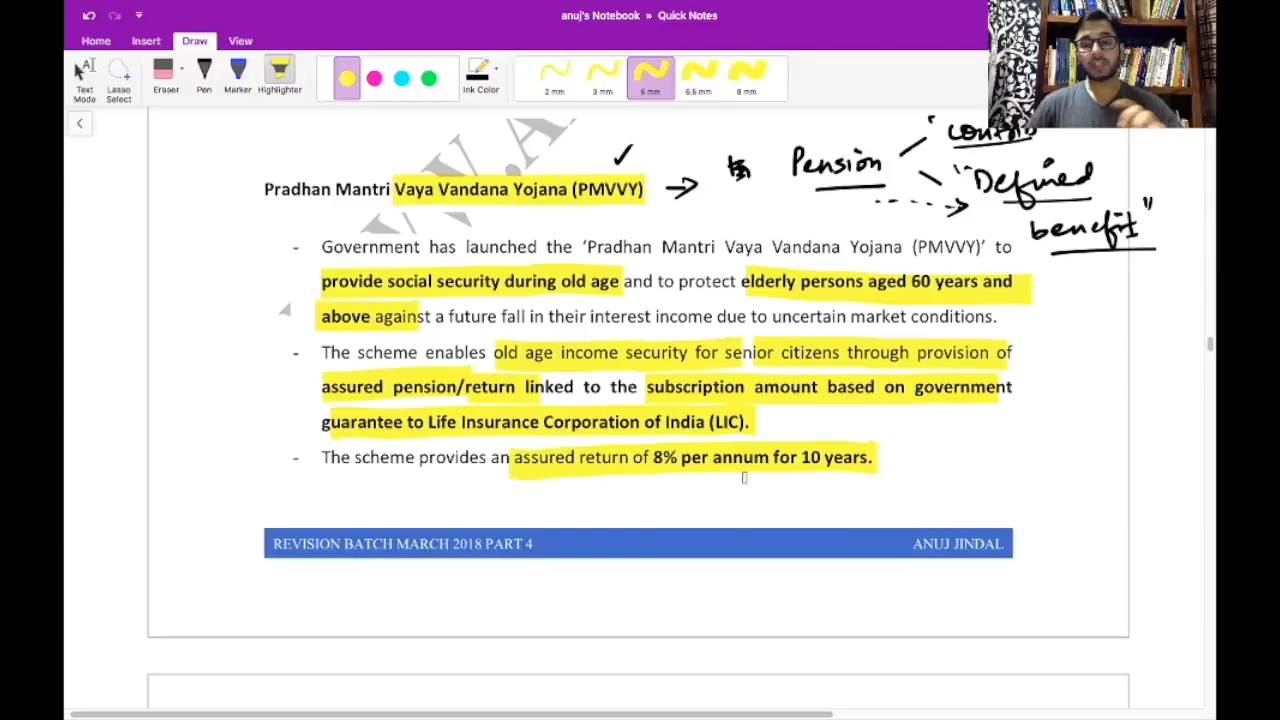 anuj's Notebook » Quick Notes
Home Insert Draw View
Text Mode
Lasso Select
Eraser
Pen
Marker
Highlighter
Ink Color
2 mm
3 mm
5 mm
6.5 mm
8 mm
Pension
"Defined
benefit"
Pradhan Mantri Vaya Vandana Yojana (PMVVY)
- Government has launched the 'Pradhan Mantri Vaya Vandana Yojana (PMVVY)' to
provide social security during old age and to protect elderly persons aged 60 years and
above against a future fall in their interest income due to uncertain market conditions.
- The scheme enables old age income security for senior citizens through provision of
assured pension/return linked to the subscription amount based on government
guarantee to Life Insurance Corporation of India (LIC).
- The scheme provides an assured return of 8% per annum for 10 years.
REVISION BATCH MARCH 2018 PART 4 ANUJ JINDAL